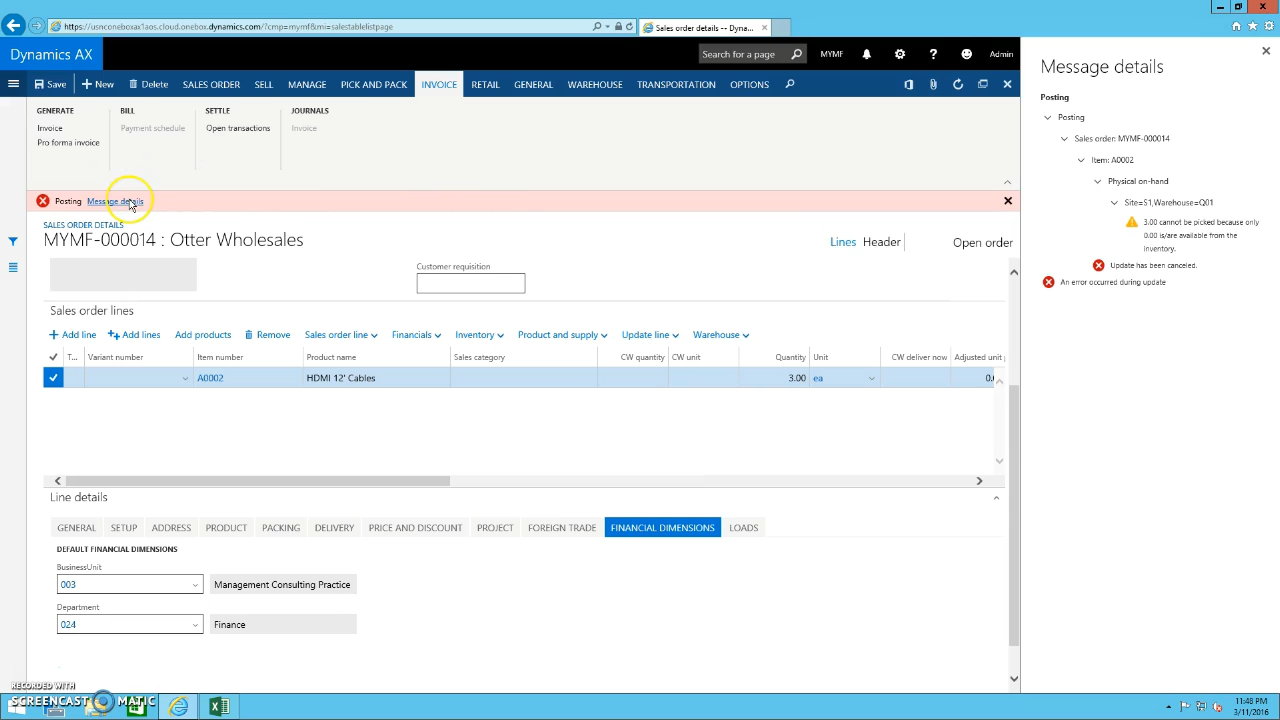 https://usnconeboxax1aos.cloud.onebox.dynamics.com/?cmp=mymf&mi=salestablelistpage
Sales order details -- Dyna...
Dynamics AX
Search for a page
MYMF
?
Admin
Save
New
Delete
SALES ORDER
SELL
MANAGE
PICK AND PACK
INVOICE
RETAIL
GENERAL
WAREHOUSE
TRANSPORTATION
OPTIONS
GENERATE
Invoice
Pro forma invoice
BILL
Payment schedule
SETTLE
Open transactions
JOURNALS
Invoice
Posting Message details
SALES ORDER DETAILS
MYMF-000014 : Otter Wholesales
Lines Header
Open order
Customer requisition
Sales order lines
Add line
Add lines
Add products
Remove
Sales order line
Financials
Inventory
Product and supply
Update line
Warehouse
T... Variant number Item number Product name Sales category CW quantity CW unit Quantity Unit CW deliver now Adjusted unit
A0002 HDMI 12' Cables 3.00 ea
Line details
GENERAL SETUP ADDRESS PRODUCT PACKING DELIVERY PRICE AND DISCOUNT PROJECT FOREIGN TRADE FINANCIAL DIMENSIONS LOADS
DEFAULT FINANCIAL DIMENSIONS
BusinessUnit
003 Management Consulting Practice
Department
024 Finance
Message details
Posting
Posting
Sales order: MYMF-000014
Item: A0002
Physical on-hand
Site=S1,Warehouse=Q01
3.00 cannot be picked because only
0.00 is/are available from the
inventory.
Update has been canceled.
An error occurred during update
RECORDED WITH
SCREENCAST MATIC
11:48 PM
3/11/2016